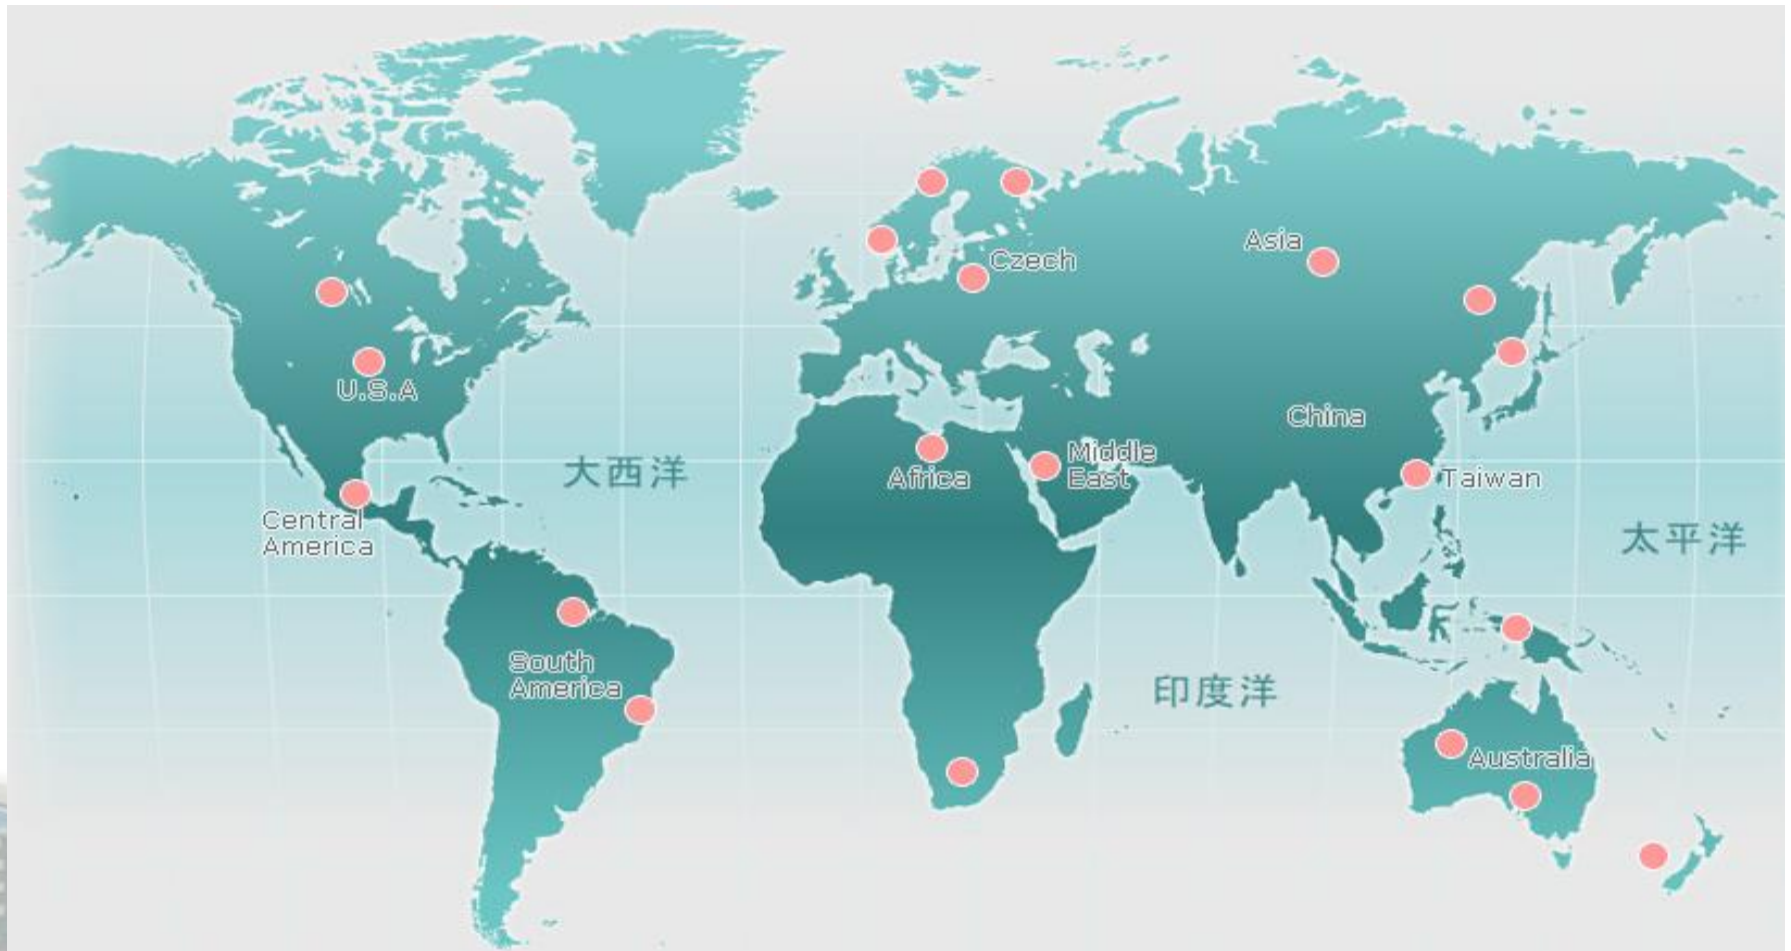 Asia
Czech
U.S.A
China
Middle
East
大西洋
Africa
Taiwan
Central
America
太平洋
South
America
印度洋
Australia